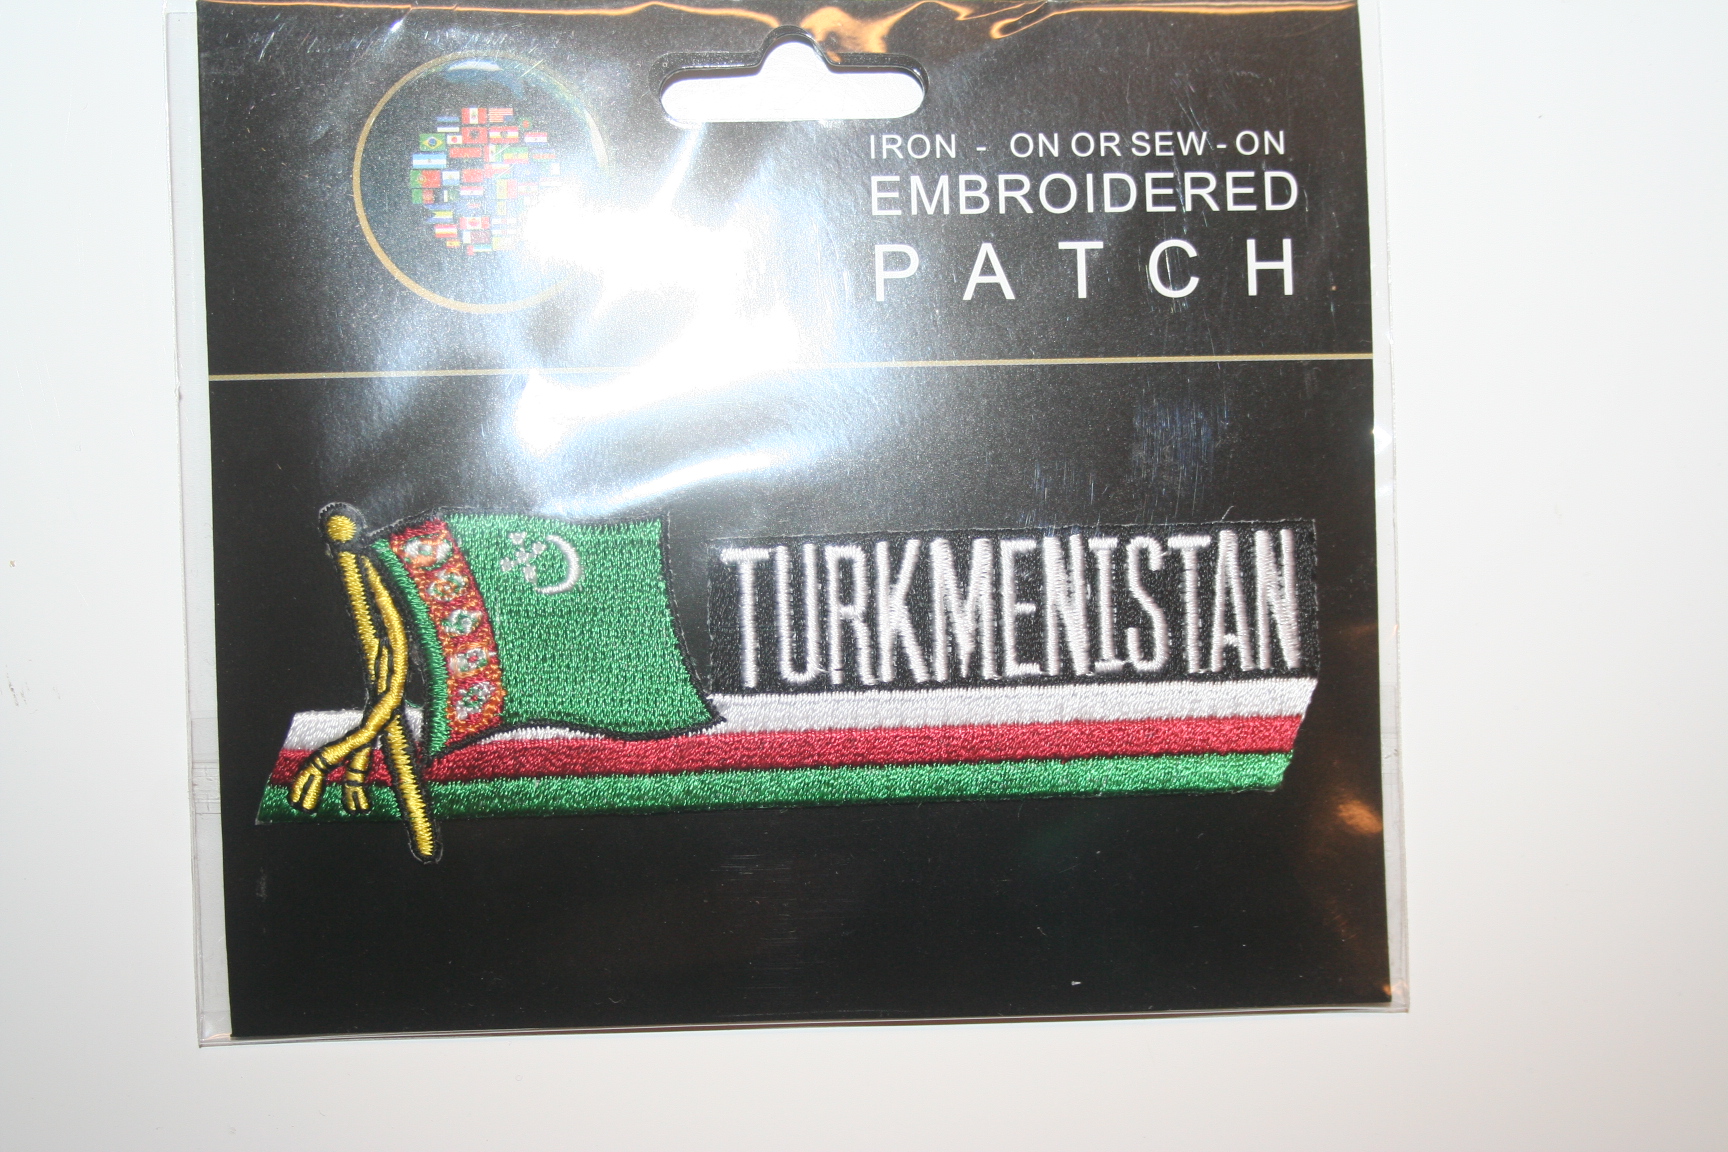 IRON - ON OR SEW - ON
EMBROIDERED
PATCH
TURKMENISTAN